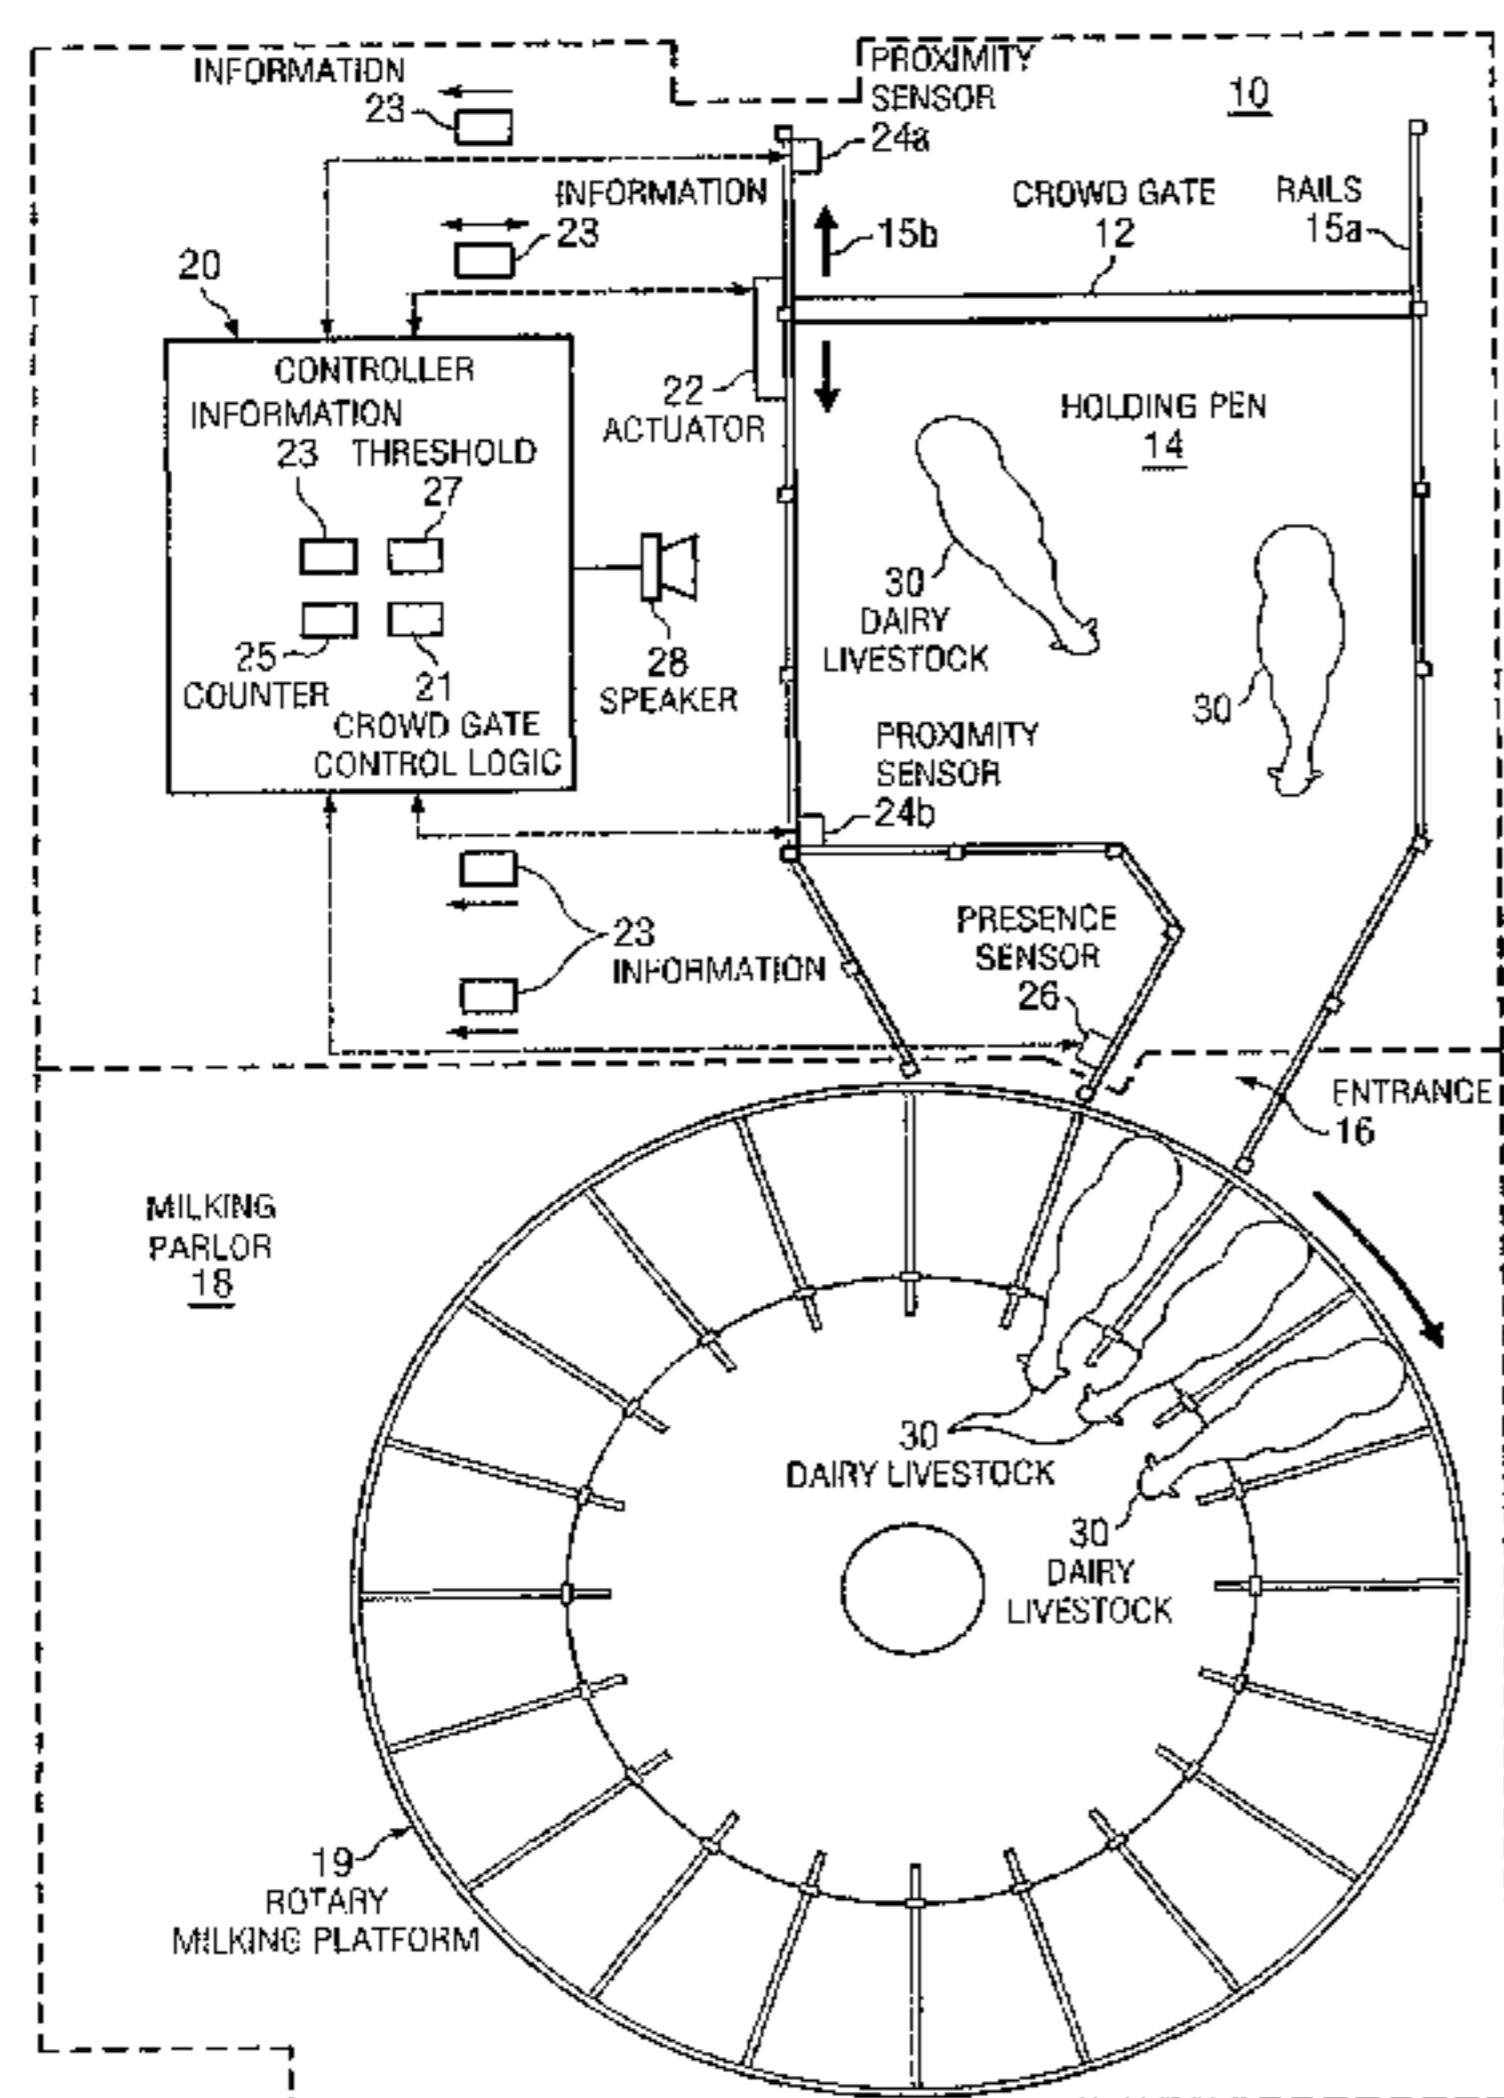 INFORMATION
23
PROXIMITY
SENSOR
24a
10
INFORMATION
23
15b
CROWD GATE
12
RAILS
15a
20
CONTROLLER
INFORMATION
23
THRESHOLD
27
25
COUNTER
21
CROWD GATE
CONTROL LOGIC
22
ACTUATOR
HOLDING PEN
14
28
SPEAKER
30
DAIRY
LIVESTOCK
30
PROXIMITY
SENSOR
24b
23
INFORMATION
PRESENCE
SENSOR
26
ENTRANCE
16
MILKING
PARLOR
18
30
DAIRY LIVESTOCK
30
DAIRY
LIVESTOCK
19
ROTARY
MILKING PLATFORM